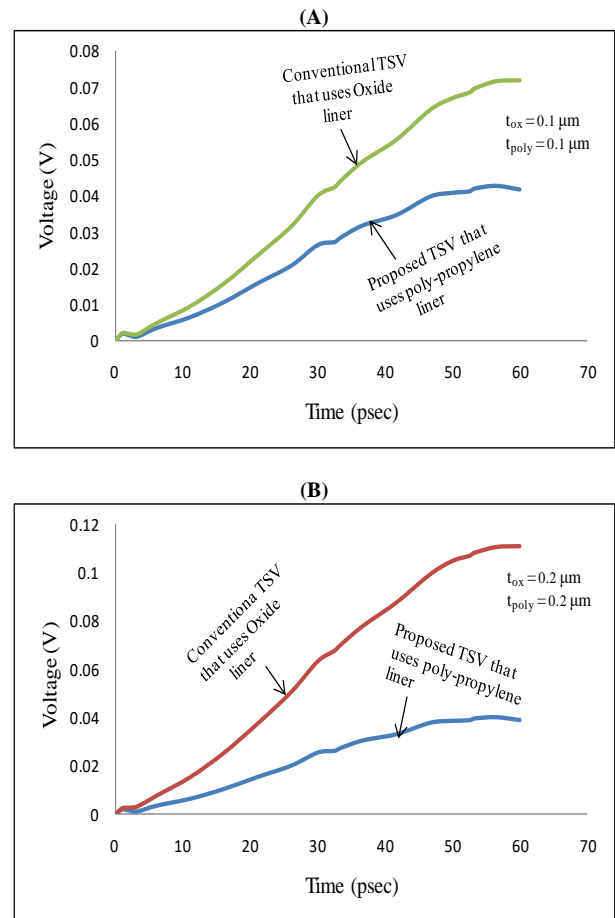 (A)
0.08
0.07
0.06
0.05
0.04
0.03
0.02
0.01
0
Voltage (V)
Conventional TSV
that uses Oxide
liner
t_ox = 0.1 μm
t_poly = 0.1 μm
Proposed TSV that
uses poly-propylene
liner
0 10 20 30 40 50 60 70
Time (psec)
(B)
0.12
0.1
0.08
0.06
0.04
0.02
0
Voltage (V)
Conventiona TSV
that uses Oxide
liner
t_ox = 0.2 μm
t_poly = 0.2 μm
Proposed TSV that
uses poly-propylene
liner
0 10 20 30 40 50 60 70
Time (psec)